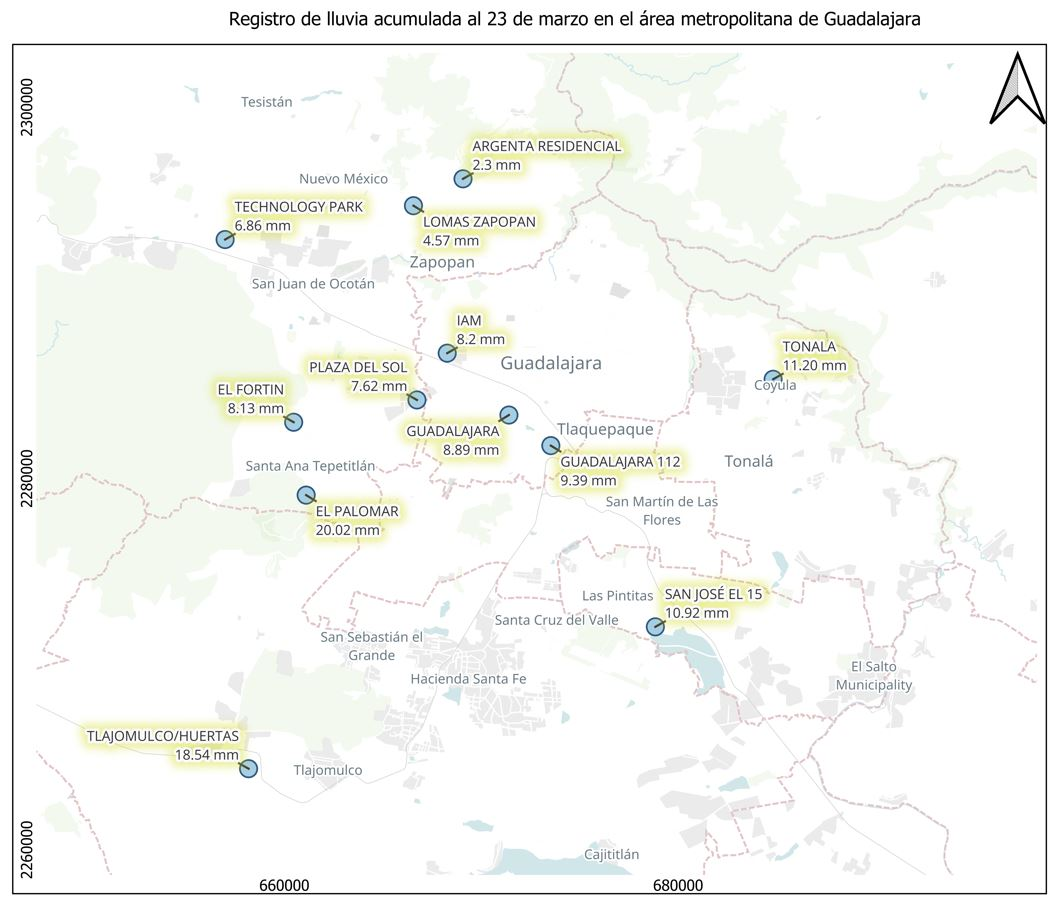 Registro de lluvia acumulada al 23 de marzo en el área metropolitana de Guadalajara
2300000
Tesistán
ARGENTA RESIDENCIAL
2.3 mm
Nuevo México
TECHNOLOGY PARK
6.86 mm
LOMAS ZAPOPAN
4.57 mm
Zapopan
San Juan de Ocotán
IAM
8.2 mm
Guadalajara
TONALA
11.20 mm
Coyula
PLAZA DEL SOL
7.62 mm
EL FORTIN
8.13 mm
GUADALAJARA
8.89 mm
Tlaquepaque
GUADALAJARA 112
9.39 mm
Tonalá
2280000
Santa Ana Tepetitlán
San Martín de Las
Flores
EL PALOMAR
20.02 mm
Las Pintitas
SAN JOSÉ EL 15
10.92 mm
Santa Cruz del Valle
San Sebastián el
Grande
Hacienda Santa Fe
El Salto
Municipality
TLAJOMULCO/HUERTAS
18.54 mm
Tlajomulco
2260000
Cajititlán
660000
680000